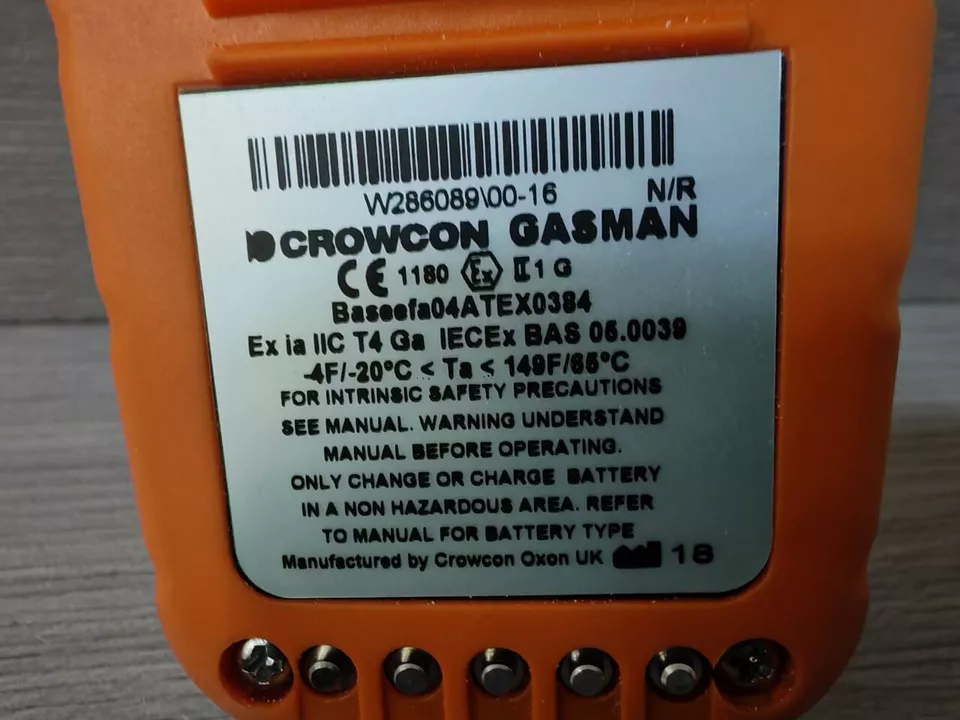 W286089\00-16 N/R
CROWCON GASMAN
CE 1180 Ex II 1 G
Baseefa04ATEX0384
Ex ia IIC T4 Ga IECEx BAS 05.0039
-4F/-20°C < Ta < 149F/65°C
FOR INTRINSIC SAFETY PRECAUTIONS
SEE MANUAL. WARNING UNDERSTAND
MANUAL BEFORE OPERATING.
ONLY CHANGE OR CHARGE BATTERY
IN A NON HAZARDOUS AREA. REFER
TO MANUAL FOR BATTERY TYPE
Manufactured by Crowcon Oxon UK 18